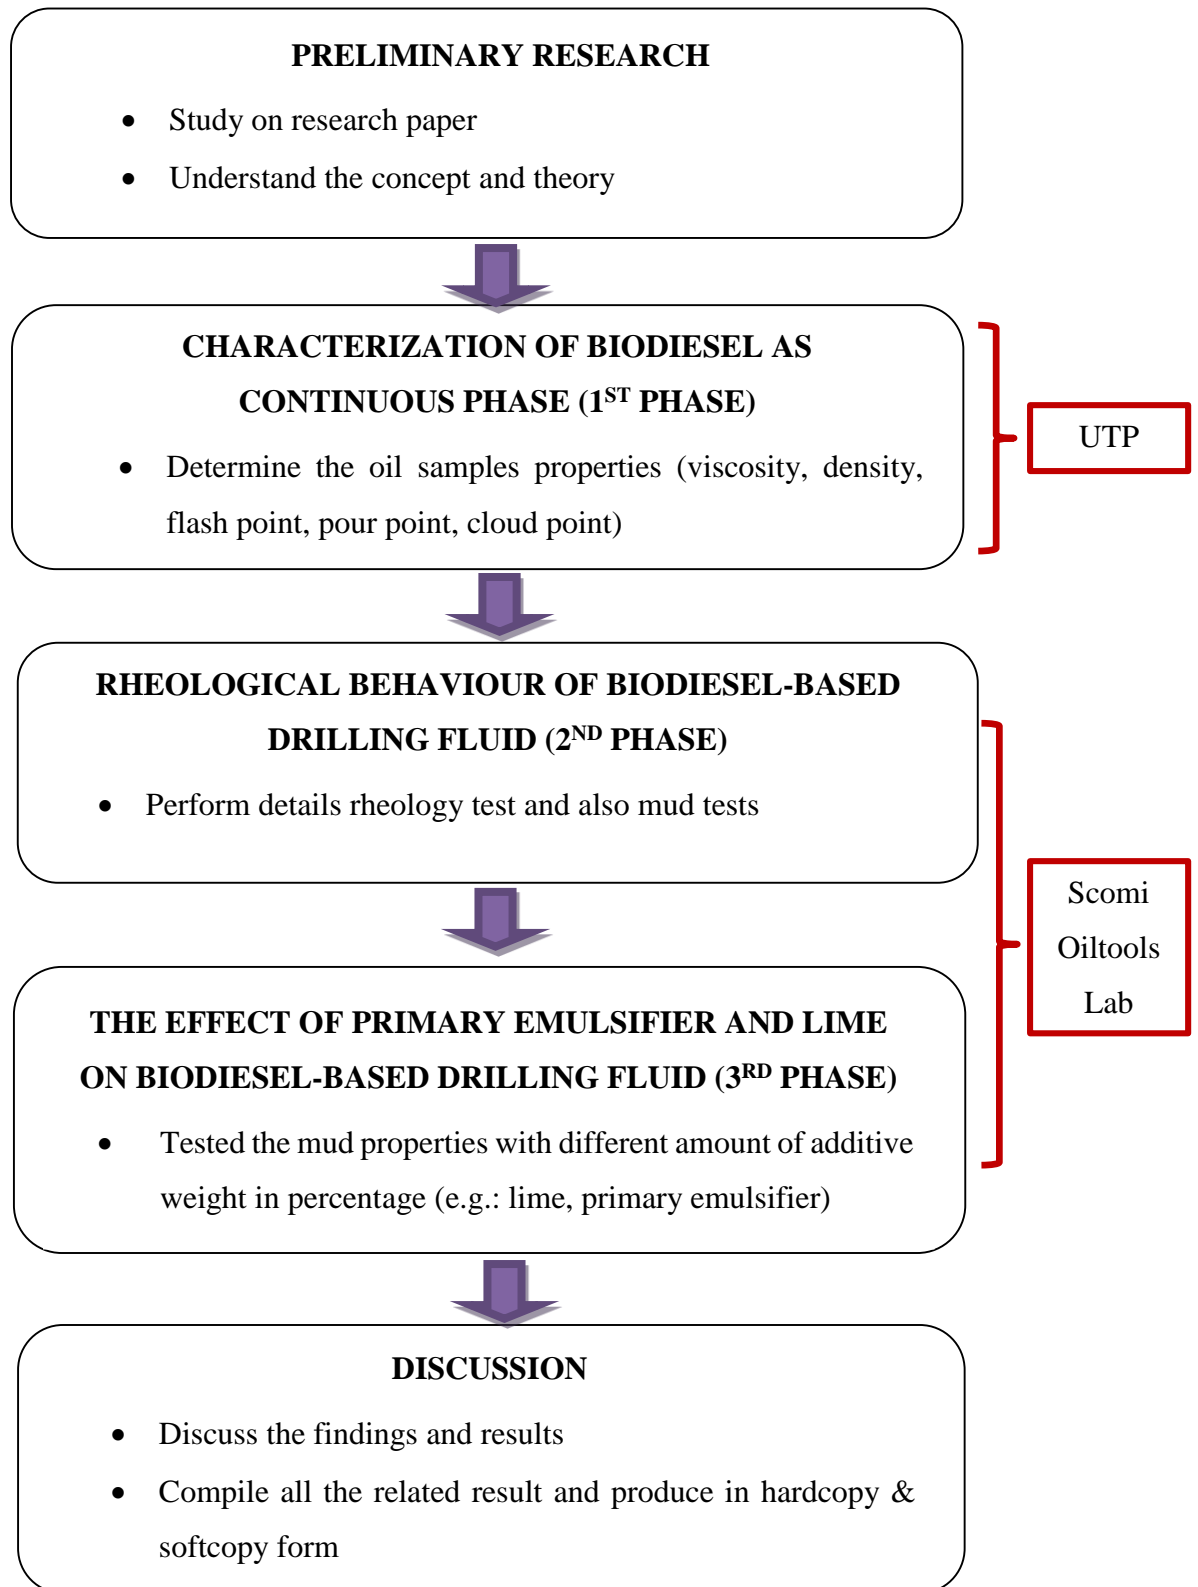 PRELIMINARY RESEARCH
• Study on research paper
• Understand the concept and theory
CHARACTERIZATION OF BIODIESEL AS
CONTINUOUS PHASE (1ST PHASE)
• Determine the oil samples properties (viscosity, density,
flash point, pour point, cloud point)
UTP
RHEOLOGICAL BEHAVIOUR OF BIODIESEL-BASED
DRILLING FLUID (2ND PHASE)
• Perform details rheology test and also mud tests
Scomi
Oiltools
Lab
THE EFFECT OF PRIMARY EMULSIFIER AND LIME
ON BIODIESEL-BASED DRILLING FLUID (3RD PHASE)
• Tested the mud properties with different amount of additive
weight in percentage (e.g.: lime, primary emulsifier)
DISCUSSION
• Discuss the findings and results
• Compile all the related result and produce in hardcopy &
softcopy form